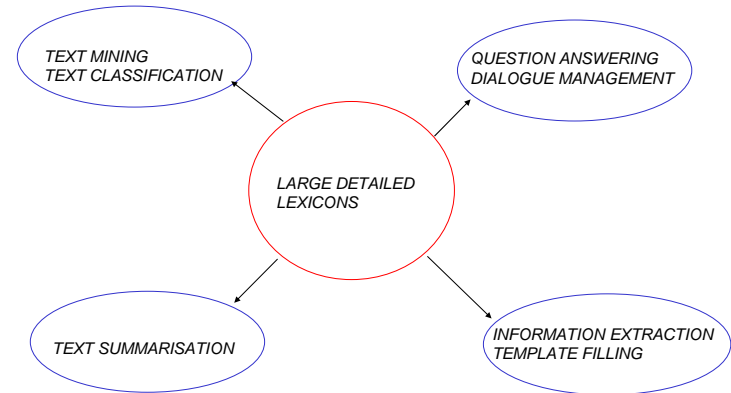 TEXT MINING
TEXT CLASSIFICATION
QUESTION ANSWERING
DIALOGUE MANAGEMENT
LARGE DETAILED
LEXICONS
TEXT SUMMARISATION
INFORMATION EXTRACTION
TEMPLATE FILLING